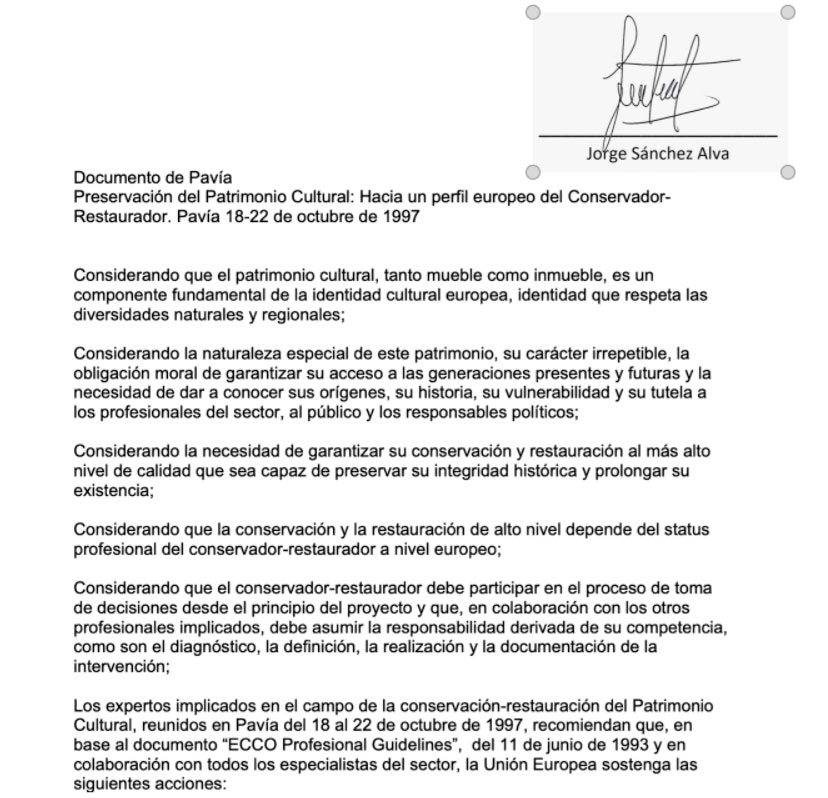 Jorge Sánchez Alva
Documento de Pavía
Preservación del Patrimonio Cultural: Hacia un perfil europeo del Conservador-
Restaurador. Pavía 18-22 de octubre de 1997
Considerando que el patrimonio cultural, tanto mueble como inmueble, es un
componente fundamental de la identidad cultural europea, identidad que respeta las
diversidades naturales y regionales;
Considerando la naturaleza especial de este patrimonio, su carácter irrepetible, la
obligación moral de garantizar su acceso a las generaciones presentes y futuras y la
necesidad de dar a conocer sus orígenes, su historia, su vulnerabilidad y su tutela a
los profesionales del sector, al público y los responsables políticos;
Considerando la necesidad de garantizar su conservación y restauración al más alto
nivel de calidad que sea capaz de preservar su integridad histórica y prolongar su
existencia;
Considerando que la conservación y la restauración de alto nivel depende del status
profesional del conservador-restaurador a nivel europeo;
Considerando que el conservador-restaurador debe participar en el proceso de toma
de decisiones desde el principio del proyecto y que, en colaboración con los otros
profesionales implicados, debe asumir la responsabilidad derivada de su competencia,
como son el diagnóstico, la definición, la realización y la documentación de la
intervención;
Los expertos implicados en el campo de la conservación-restauración del Patrimonio
Cultural, reunidos en Pavía del 18 al 22 de octubre de 1997, recomiendan que, en
base al documento “ECCO Profesional Guidelines”,  del 11 de junio de 1993 y en
colaboración con todos los especialistas del sector, la Unión Europea sostenga las
siguientes acciones: